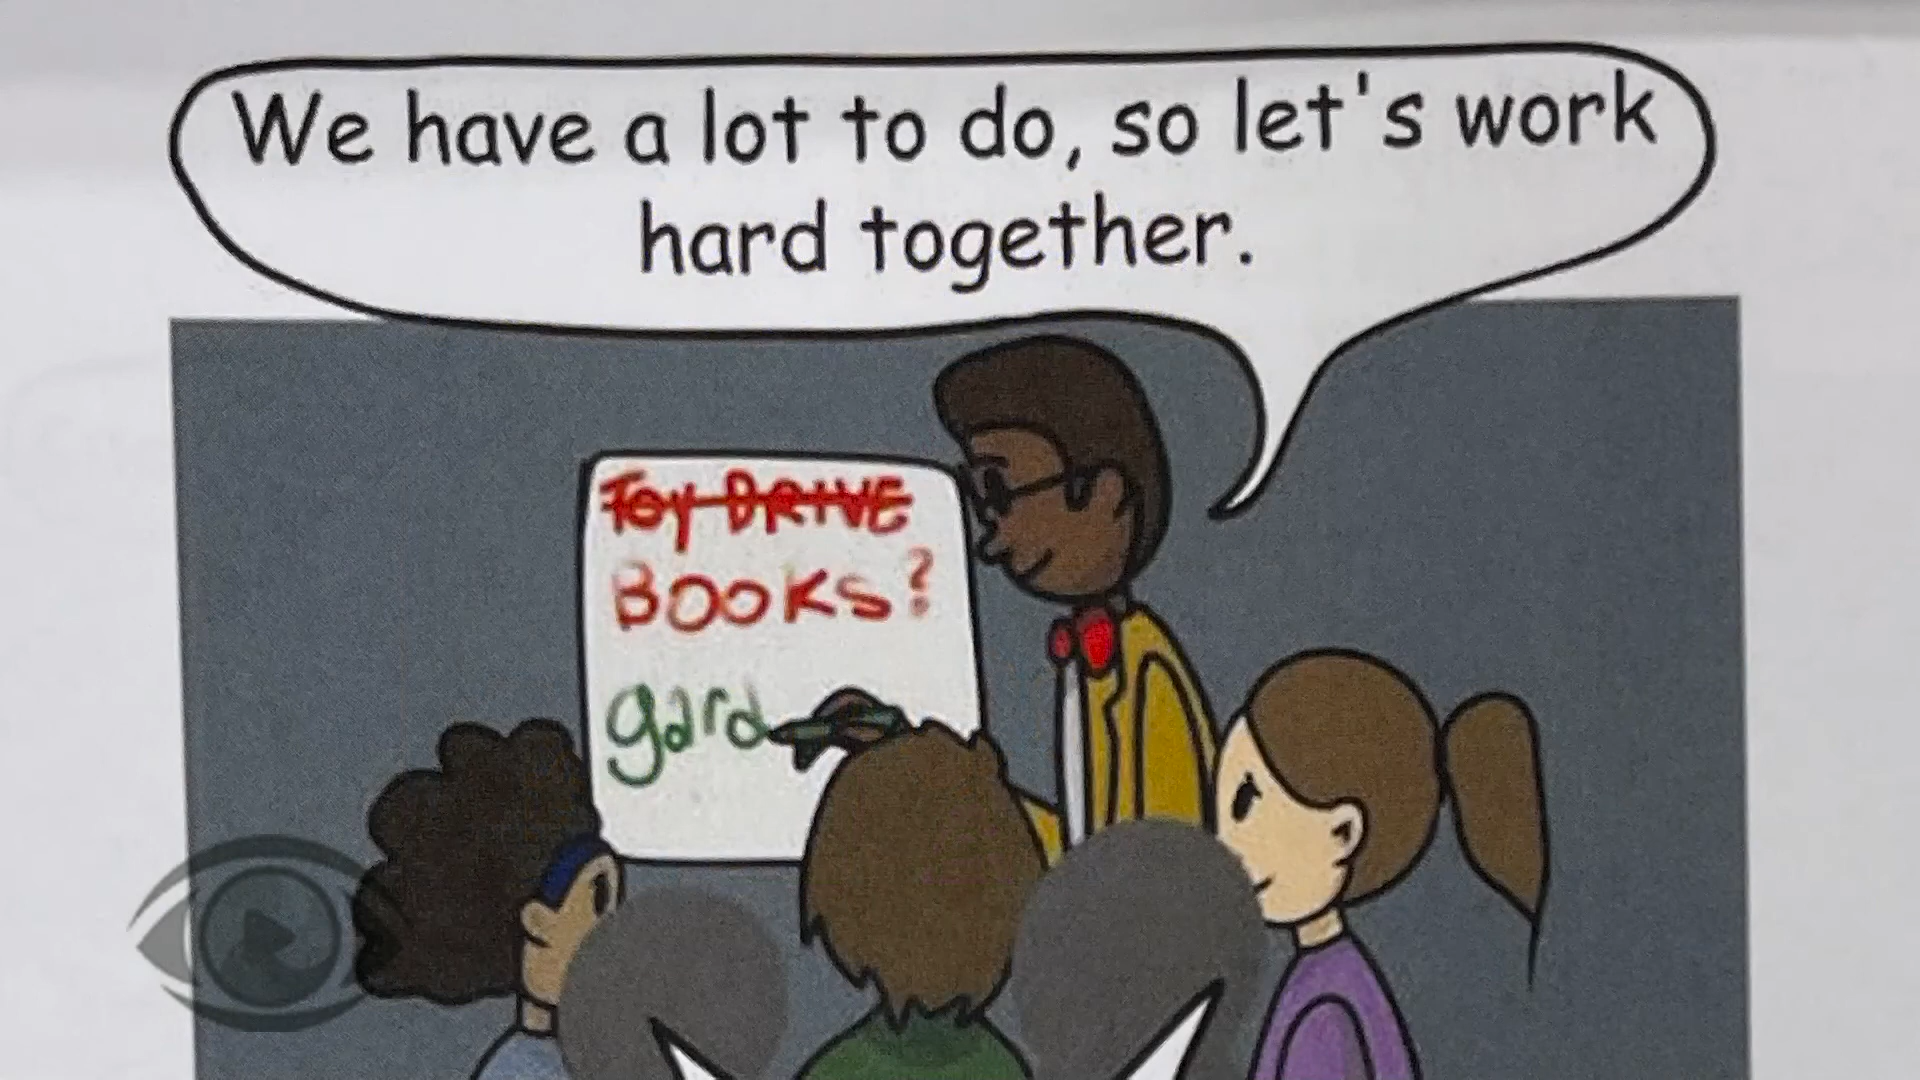 We have a lot to do, so let's work
hard together.
TOY DRIVE
BOOKS?
gard